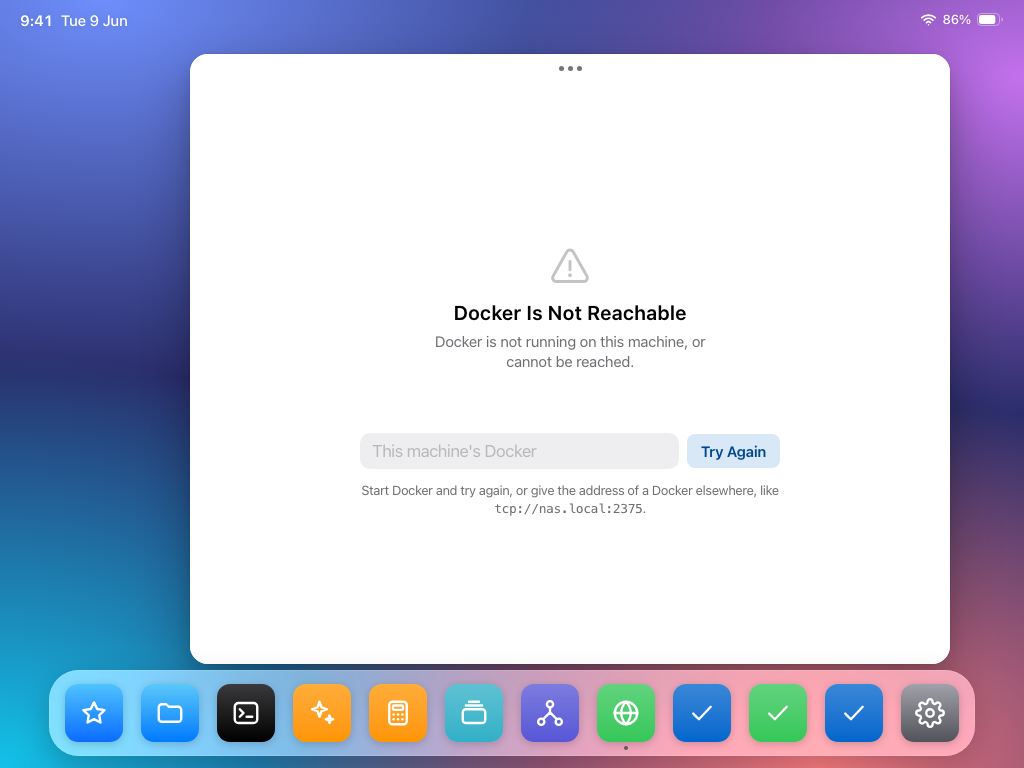 9:41 Tue 9 Jun
86%
Docker Is Not Reachable
Docker is not running on this machine, or
cannot be reached.
This machine's Docker
Try Again
Start Docker and try again, or give the address of a Docker elsewhere, like
tcp://nas.local:2375.